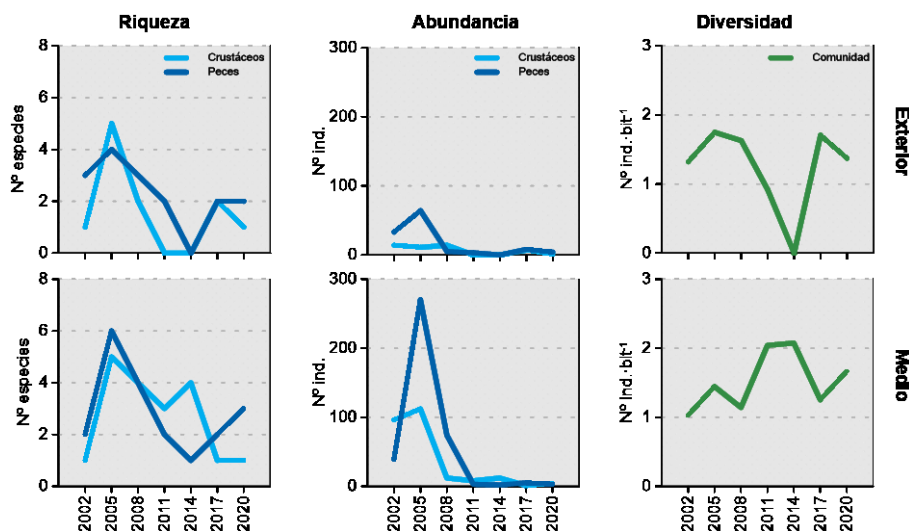 Riqueza
Abundancia
Diversidad
8
6
4
2
0
Nº especies
Crustáceos
Peces
300
200
100
0
Nº ind.
Crustáceos
Peces
3
2
1
0
Nº ind.·bit⁻¹
Comunidad
Exterior
8
6
4
2
0
Nº especies
2002
2005
2008
2011
2014
2017
2020
300
200
100
0
Nº ind.
2002
2005
2008
2011
2014
2017
2020
3
2
1
0
Nº ind.·bit⁻¹
2002
2005
2008
2011
2014
2017
2020
Medio